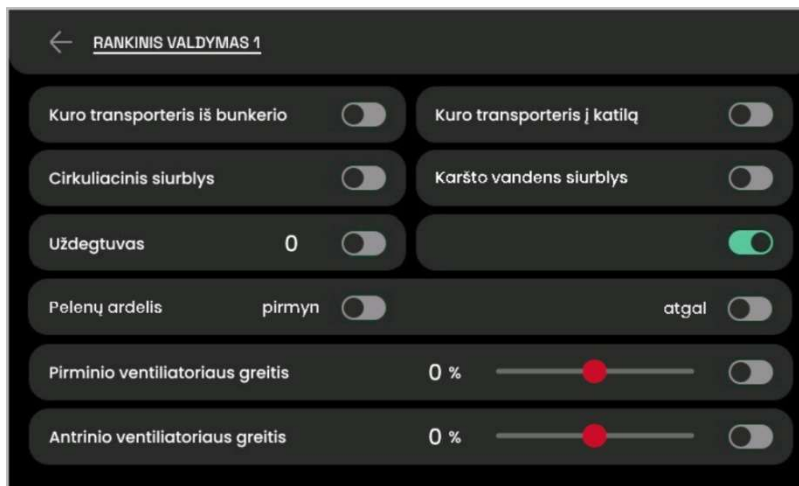 RANKINIS VALDYMAS 1
Kuro transporteris iš bunkerio
Kuro transporteris į katilą
Cirkuliacinis siurblys
Karšto vandens siurblys
Uždegtuvas 0
Pelenų ardelis pirmyn atgal
Pirminio ventiliatoriaus greitis 0 %
Antrinio ventiliatoriaus greitis 0 %